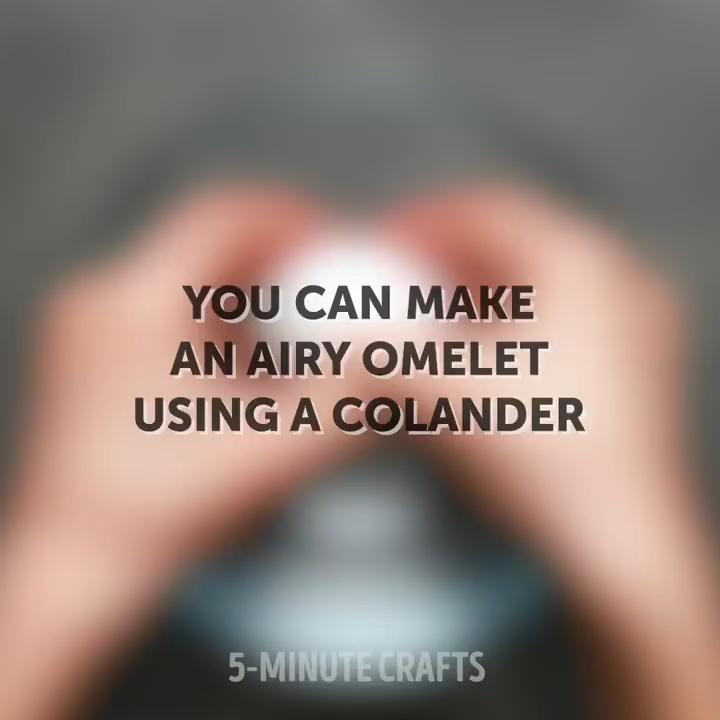 YOU CAN MAKE
AN AIRY OMELET
USING A COLANDER
5-MINUTE CRAFTS